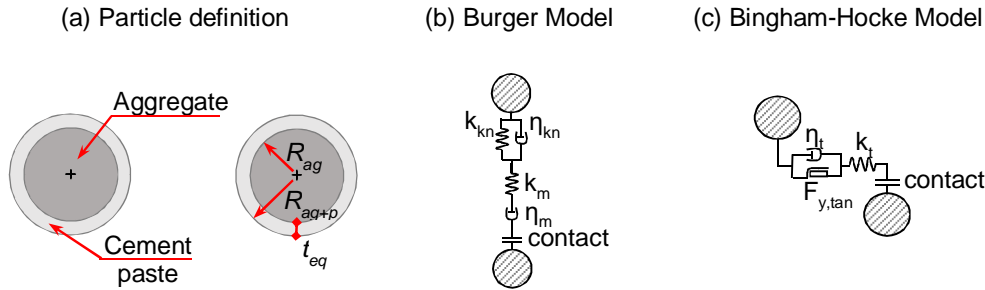 (a) Particle definition
(b) Burger Model
(c) Bingham-Hocke Model
Aggregate
Cement
paste
R_ag
R_ag+p
t_eq
k_kn
η_kn
k_m
η_m
contact
η_t
k_t
F_y,tan
contact